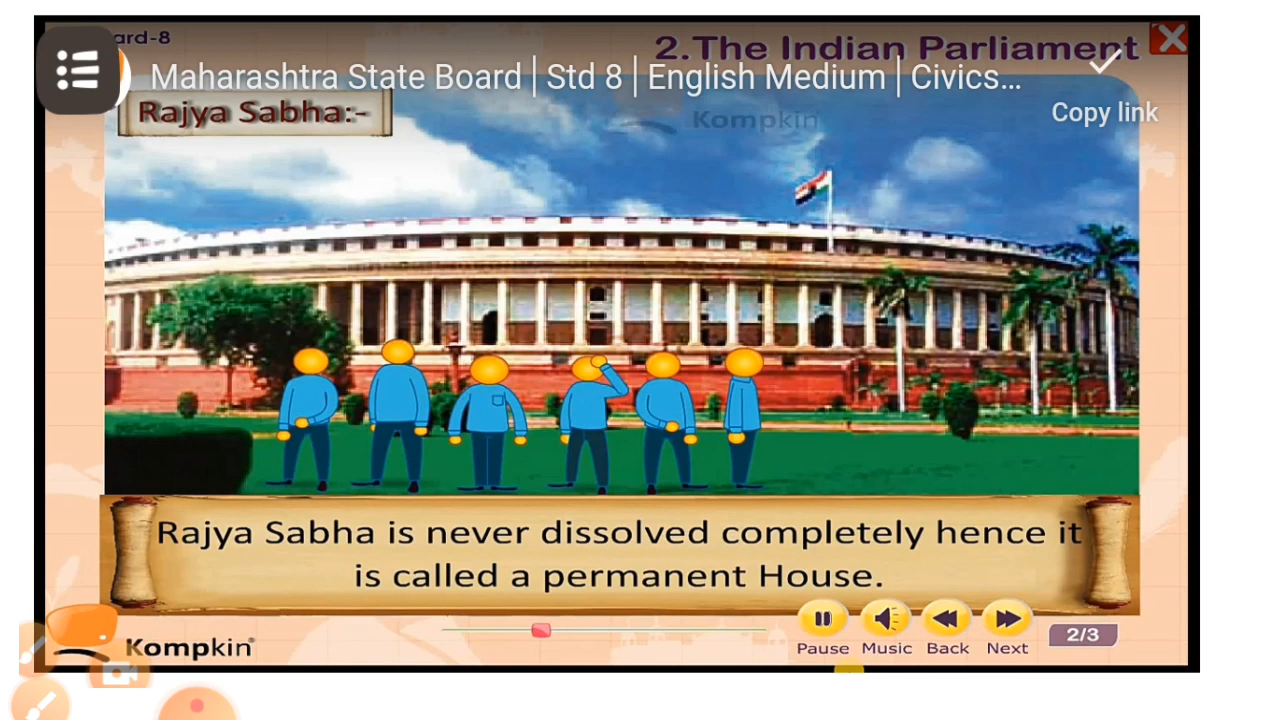 ard-8
2.The Indian Parliament
Maharashtra State Board | Std 8 | English Medium | Civics...
Copy link
Rajya Sabha:-
Kompkin
Rajya Sabha is never dissolved completely hence it
is called a permanent House.
Kompkin
Pause Music Back Next
2/3